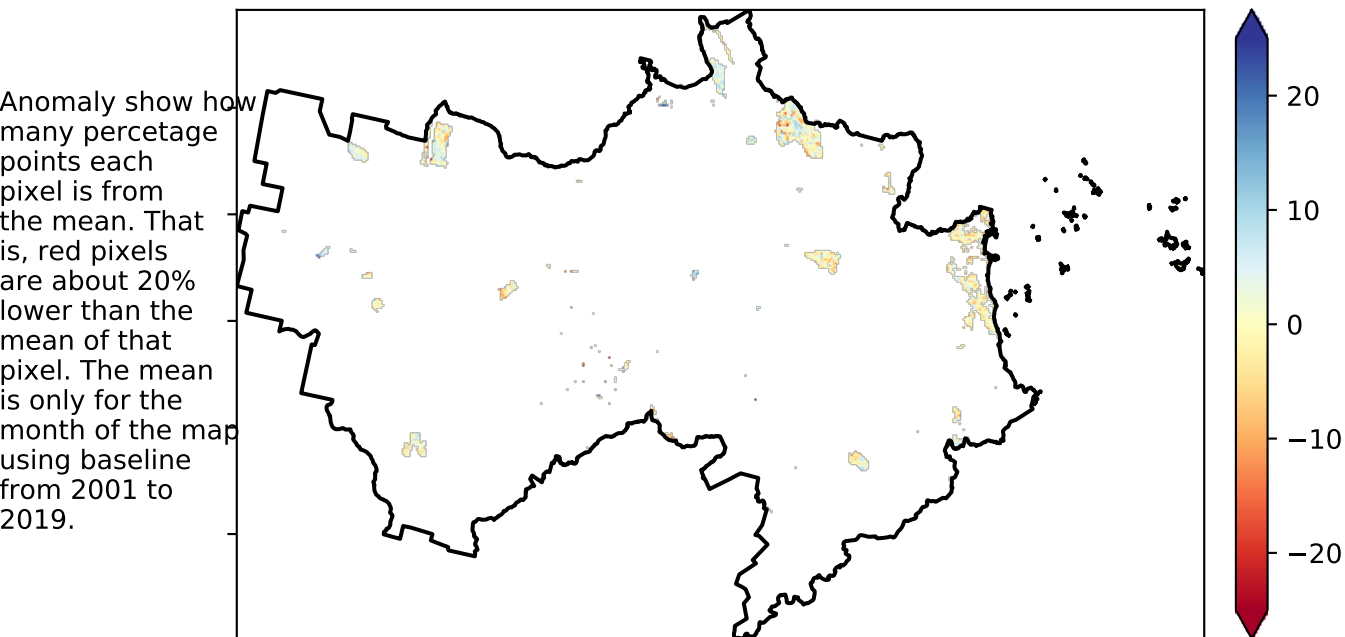 Anomaly show how
many percetage
points each
pixel is from
the mean. That
is, red pixels
are about 20%
lower than the
mean of that
pixel. The mean
is only for the
month of the map
using baseline
from 2001 to
2019.
20
10
0
−10
−20